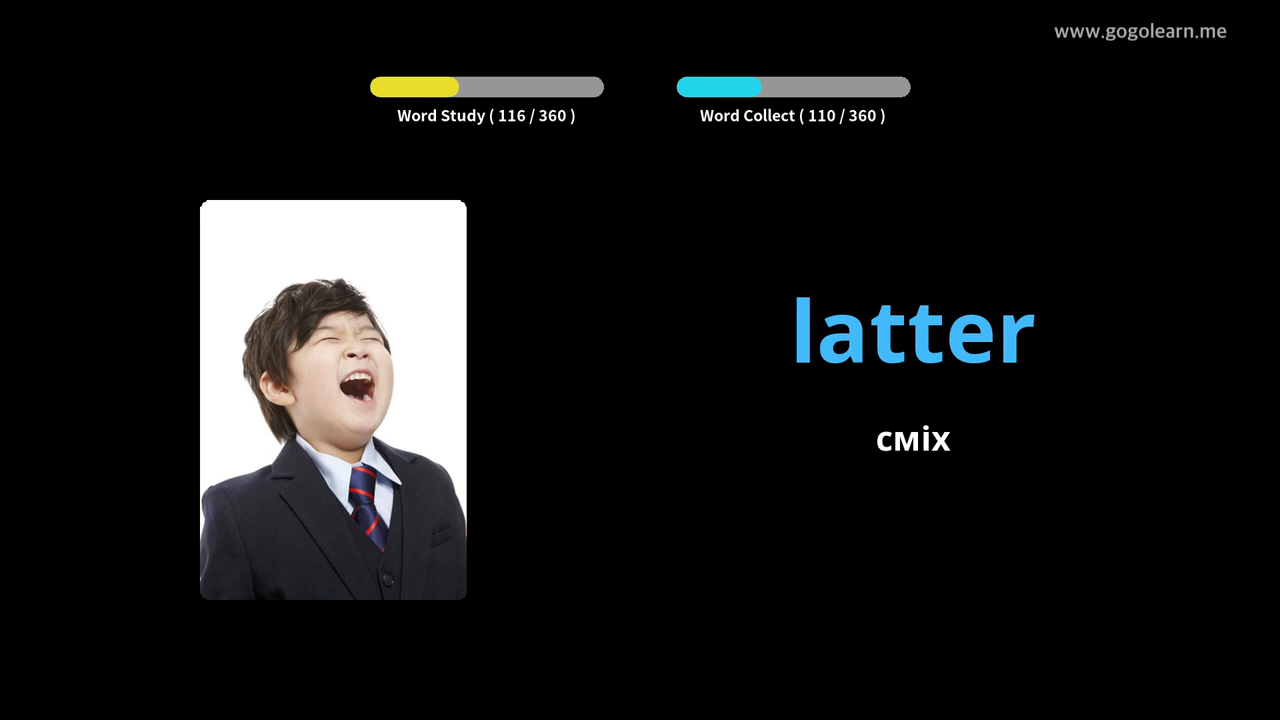 www.gogolearn.me
Word Study ( 116 / 360 )
Word Collect ( 110 / 360 )
latter
сміх